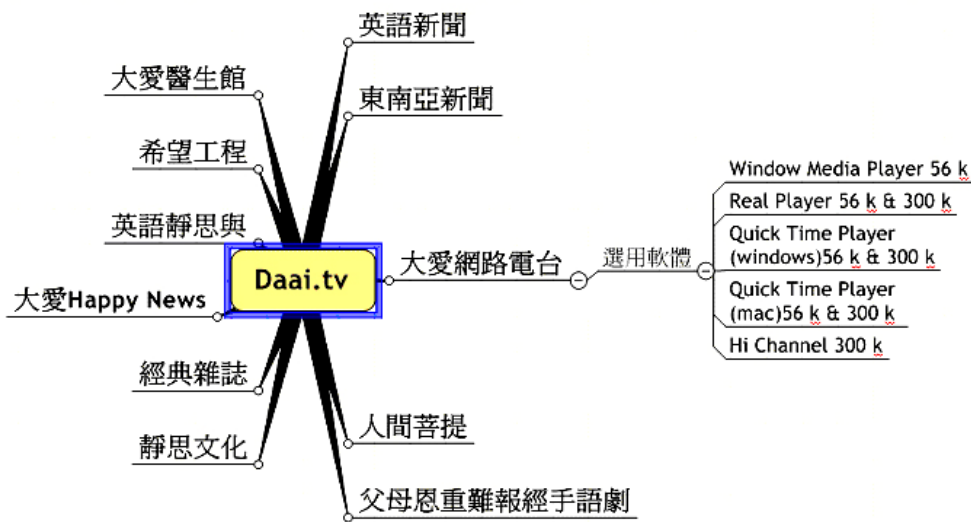 英語新聞
大愛醫生館
東南亞新聞
希望工程
英語靜思與
Daai.tv
大愛Happy News
大愛網路電台
選用軟體
Window Media Player 56 k
Real Player 56 k & 300 k
Quick Time Player
(windows)56 k & 300 k
Quick Time Player
(mac)56 k & 300 k
Hi Channel 300 k
經典雜誌
靜思文化
人間菩提
父母恩重難報經手語劇